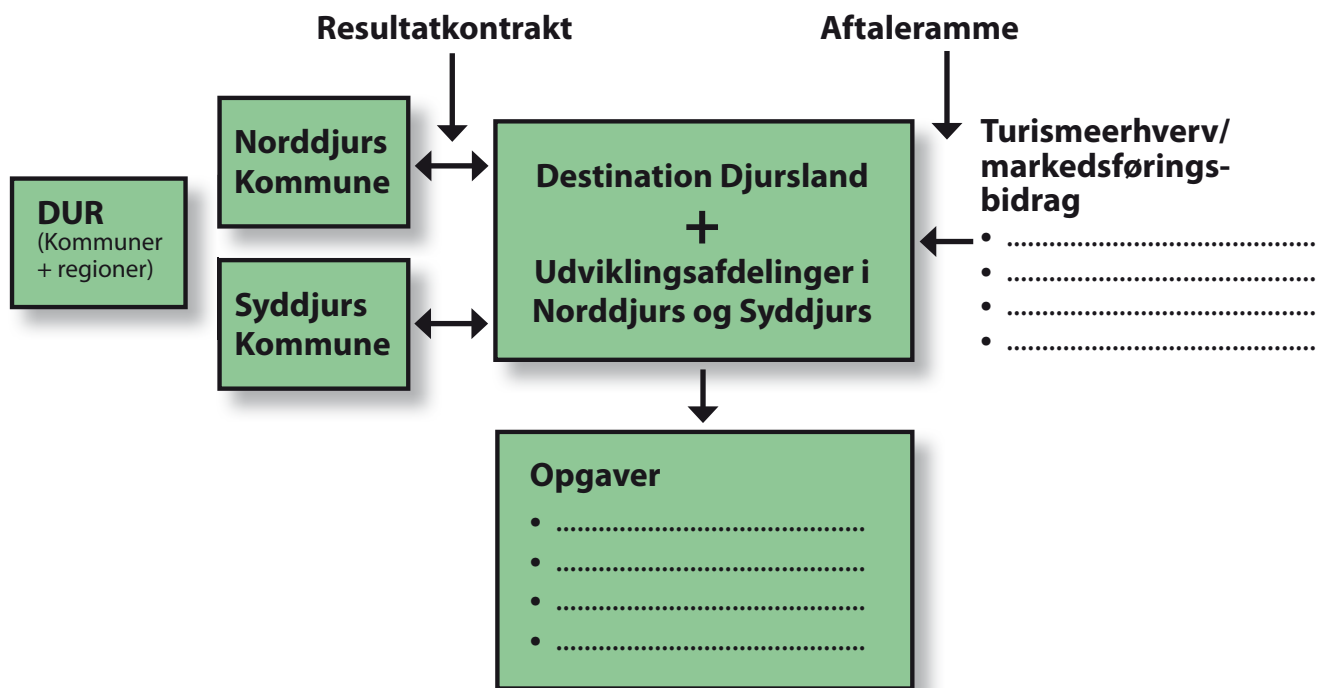 Resultatkontrakt
Aftaleramme
DUR
(Kommuner
+ regioner)
Norddjurs
Kommune
Syddjurs
Kommune
Destination Djursland
+
Udviklingsafdelinger i
Norddjurs og Syddjurs
Turismeerhverv/
markedsførings-
bidrag
• ..........................................
• ..........................................
• ..........................................
• ..........................................
Opgaver
• ..........................................
• ..........................................
• ..........................................
• ..........................................